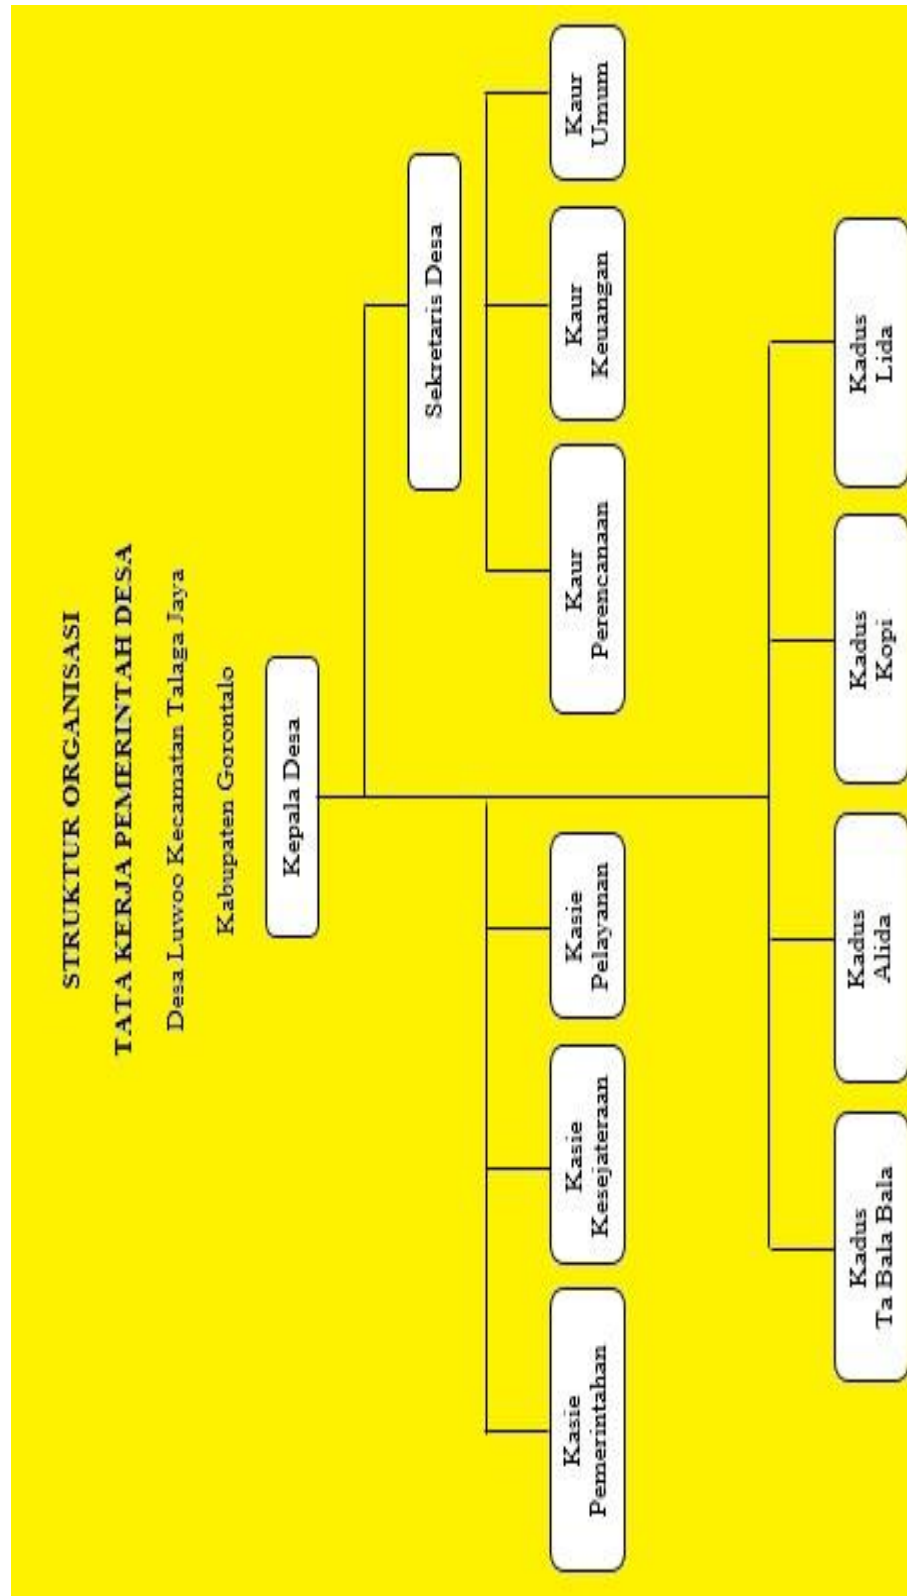 STRUKTUR ORGANISASI
TATA KERJA PEMERINTAH DESA
Desa Luwoo Kecamatan Talaga Jaya
Kabupaten Gorontalo
Kepala Desa
Sekretaris Desa
Kasie
Pemerintahan
Kasie
Kesejateraan
Kasie
Pelayanan
Kaur
Perencanaan
Kaur
Keuangan
Kaur
Umum
Kadus
Ta Bala Bala
Kadus
Alida
Kadus
Kopi
Kadus
Lida